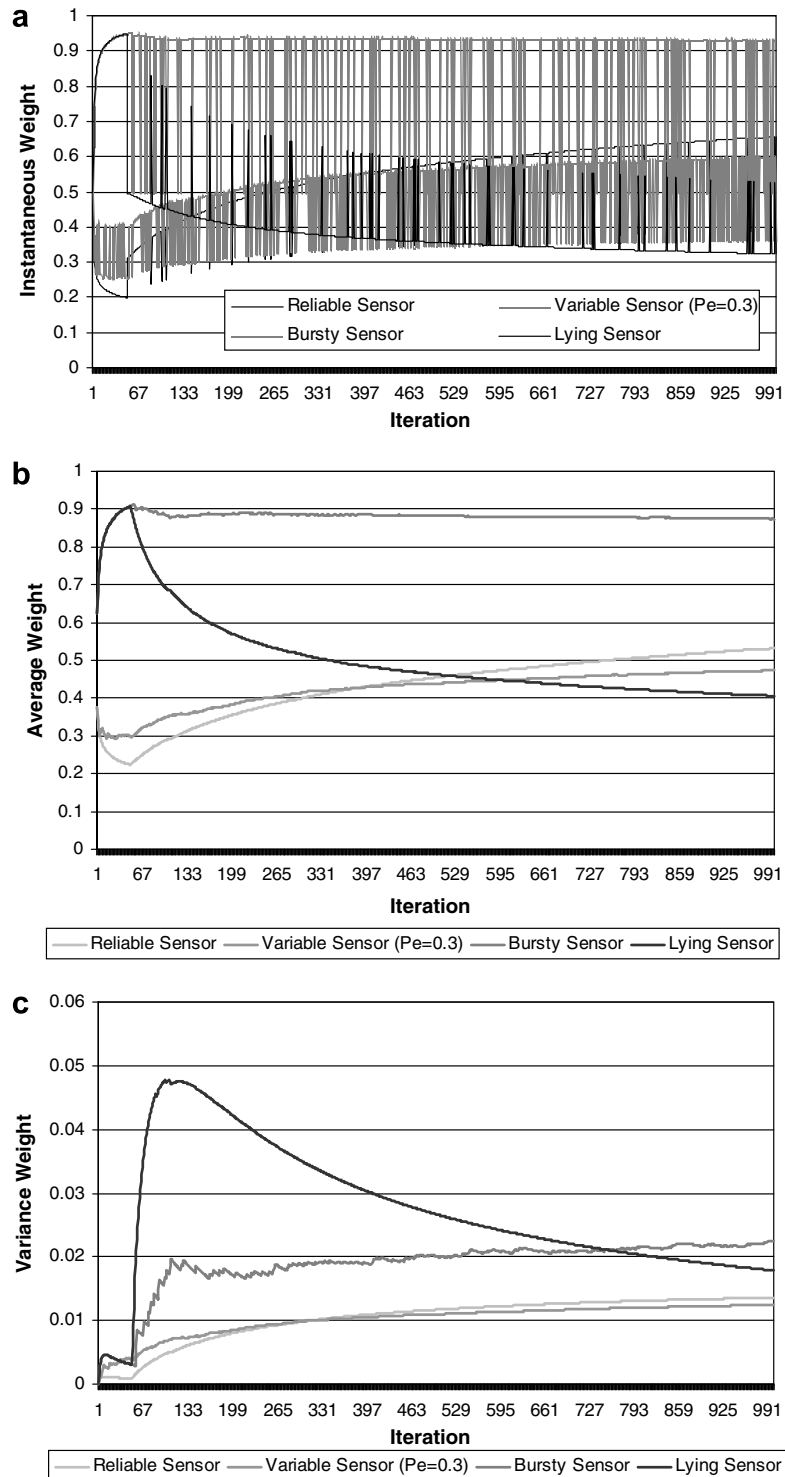 a
1
0.9
0.8
0.7
0.6
0.5
0.4
0.3
0.2
0.1
0
Instantaneous Weight
Reliable Sensor Variable Sensor (Pe=0.3)
Bursty Sensor Lying Sensor
1 67 133 199 265 331 397 463 529 595 661 727 793 859 925 991
Iteration
b
1
0.9
0.8
0.7
0.6
0.5
0.4
0.3
0.2
0.1
0
Average Weight
1 67 133 199 265 331 397 463 529 595 661 727 793 859 925 991
Iteration
Reliable Sensor Variable Sensor (Pe=0.3) Bursty Sensor Lying Sensor
c
0.06
0.05
0.04
0.03
0.02
0.01
0
Variance Weight
1 67 133 199 265 331 397 463 529 595 661 727 793 859 925 991
Iteration
Reliable Sensor Variable Sensor (Pe=0.3) Bursty Sensor Lying Sensor